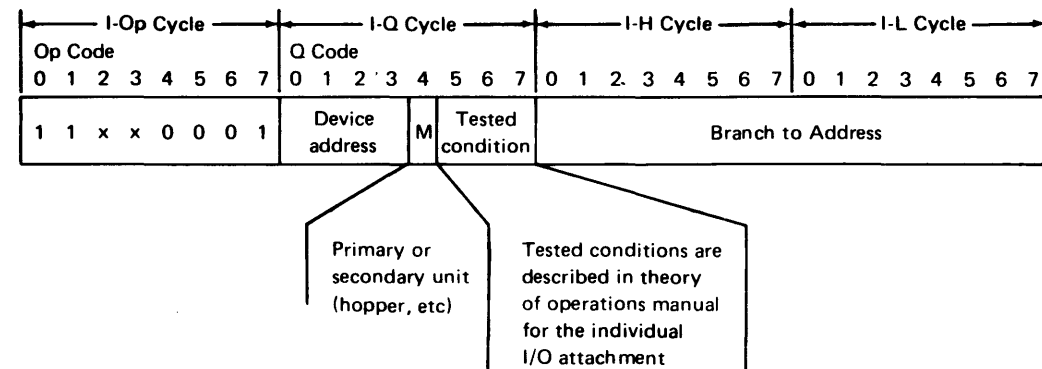 I-Op Cycle I-Q Cycle I-H Cycle I-L Cycle
Op Code Q Code
0 1 2 3 4 5 6 7 0 1 2 3 4 5 6 7 0 1 2 3 4 5 6 7 0 1 2 3 4 5 6 7
1 1 x x 0 0 0 1 Device address M Tested condition Branch to Address
Primary or
secondary unit
(hopper, etc)
Tested conditions are
described in theory
of operations manual
for the individual
I/O attachment